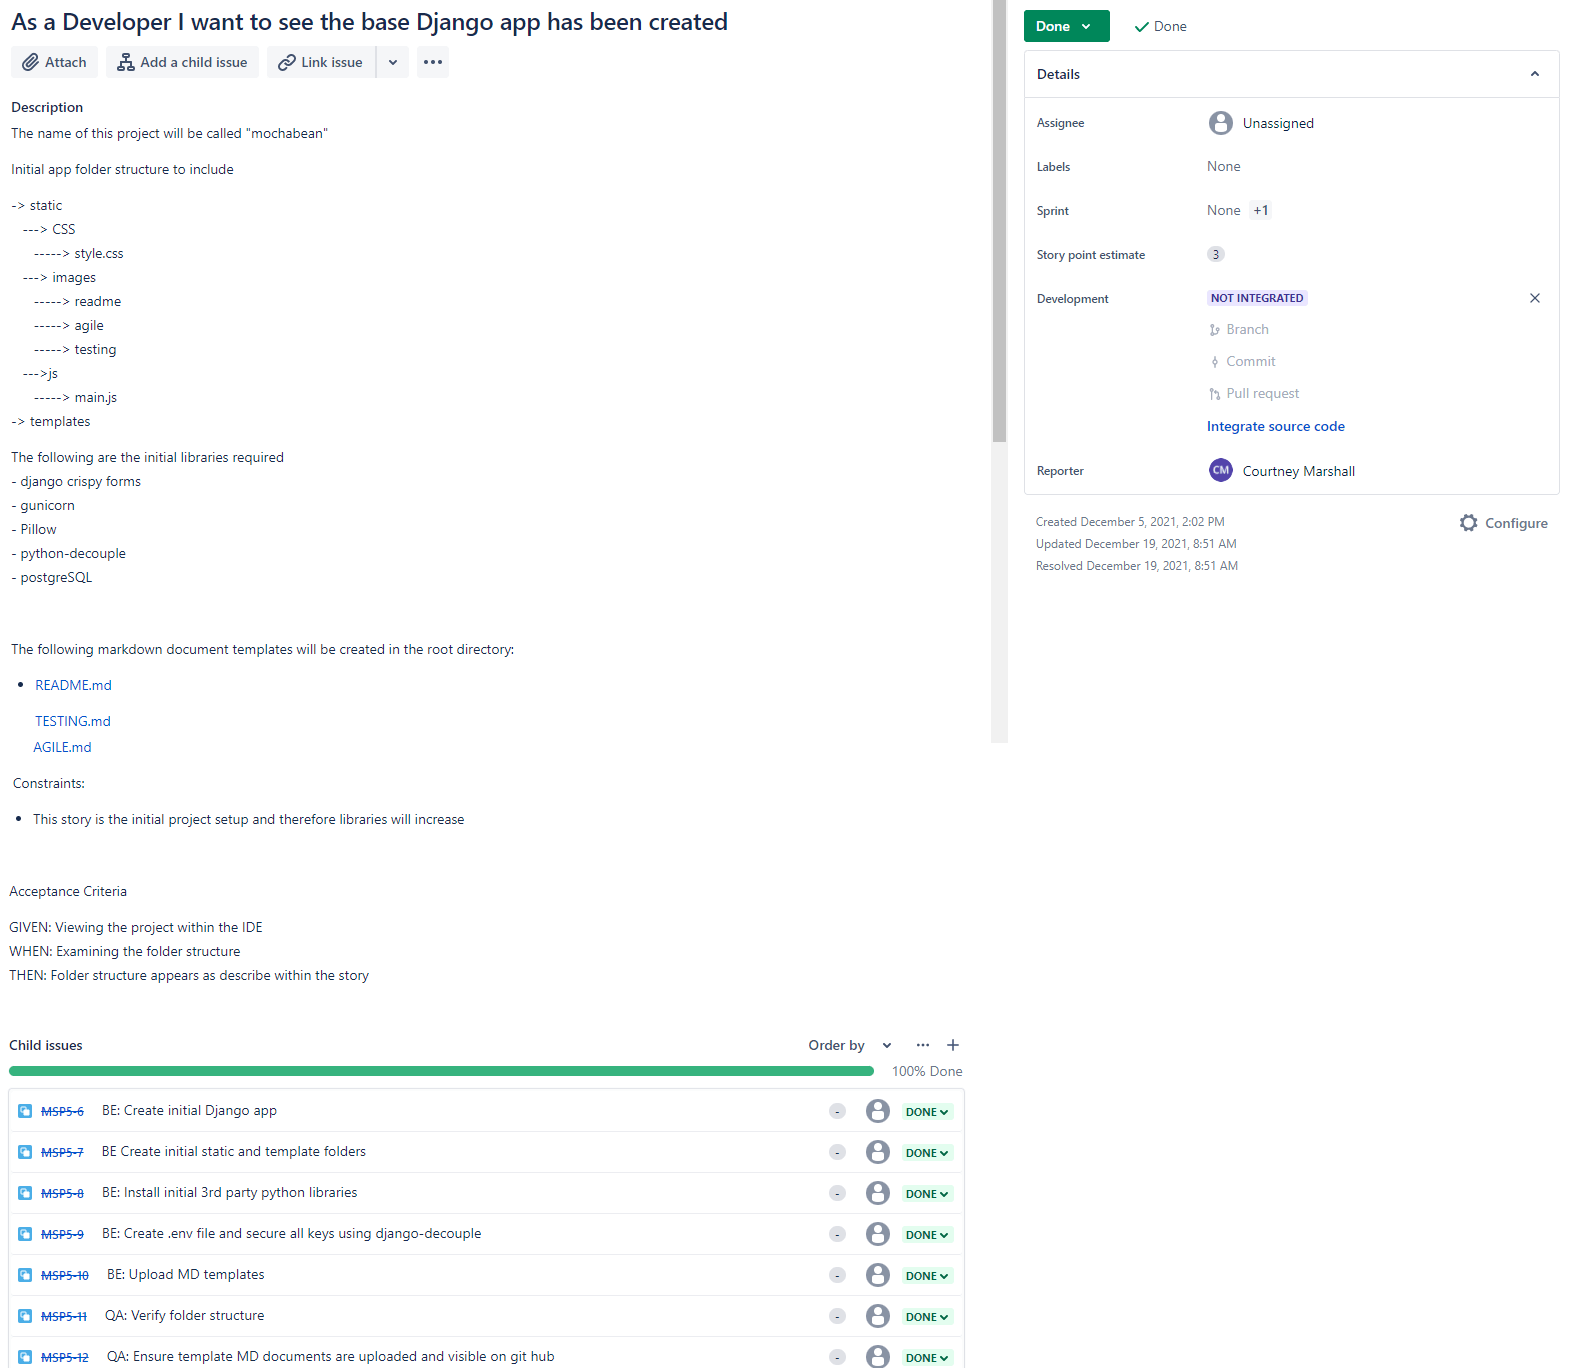 As a Developer I want to see the base Django app has been created
Attach
Add a child issue
Link issue
Description
The name of this project will be called "mochabean"
Initial app folder structure to include
-> static
---> CSS
-----> style.css
---> images
-----> readme
-----> agile
-----> testing
--->js
-----> main.js
-> templates
The following are the initial libraries required
- django crispy forms
- gunicorn
- Pillow
- python-decouple
- postgreSQL
The following markdown document templates will be created in the root directory:
• README.md
TESTING.md
AGILE.md
Constraints:
• This story is the initial project setup and therefore libraries will increase
Acceptance Criteria
GIVEN: Viewing the project within the IDE
WHEN: Examining the folder structure
THEN: Folder structure appears as describe within the story
Child issues
Order by
100% Done
MSP5-6 BE: Create initial Django app - DONE
MSP5-7 BE Create initial static and template folders - DONE
MSP5-8 BE: Install initial 3rd party python libraries - DONE
MSP5-9 BE: Create .env file and secure all keys using django-decouple - DONE
MSP5-10 BE: Upload MD templates - DONE
MSP5-11 QA: Verify folder structure - DONE
MSP5-12 QA: Ensure template MD documents are uploaded and visible on git hub - DONE
Done
Done
Details
Assignee Unassigned
Labels None
Sprint None +1
Story point estimate 3
Development NOT INTEGRATED
Branch
Commit
Pull request
Integrate source code
Reporter CM Courtney Marshall
Created December 5, 2021, 2:02 PM
Configure
Updated December 19, 2021, 8:51 AM
Resolved December 19, 2021, 8:51 AM